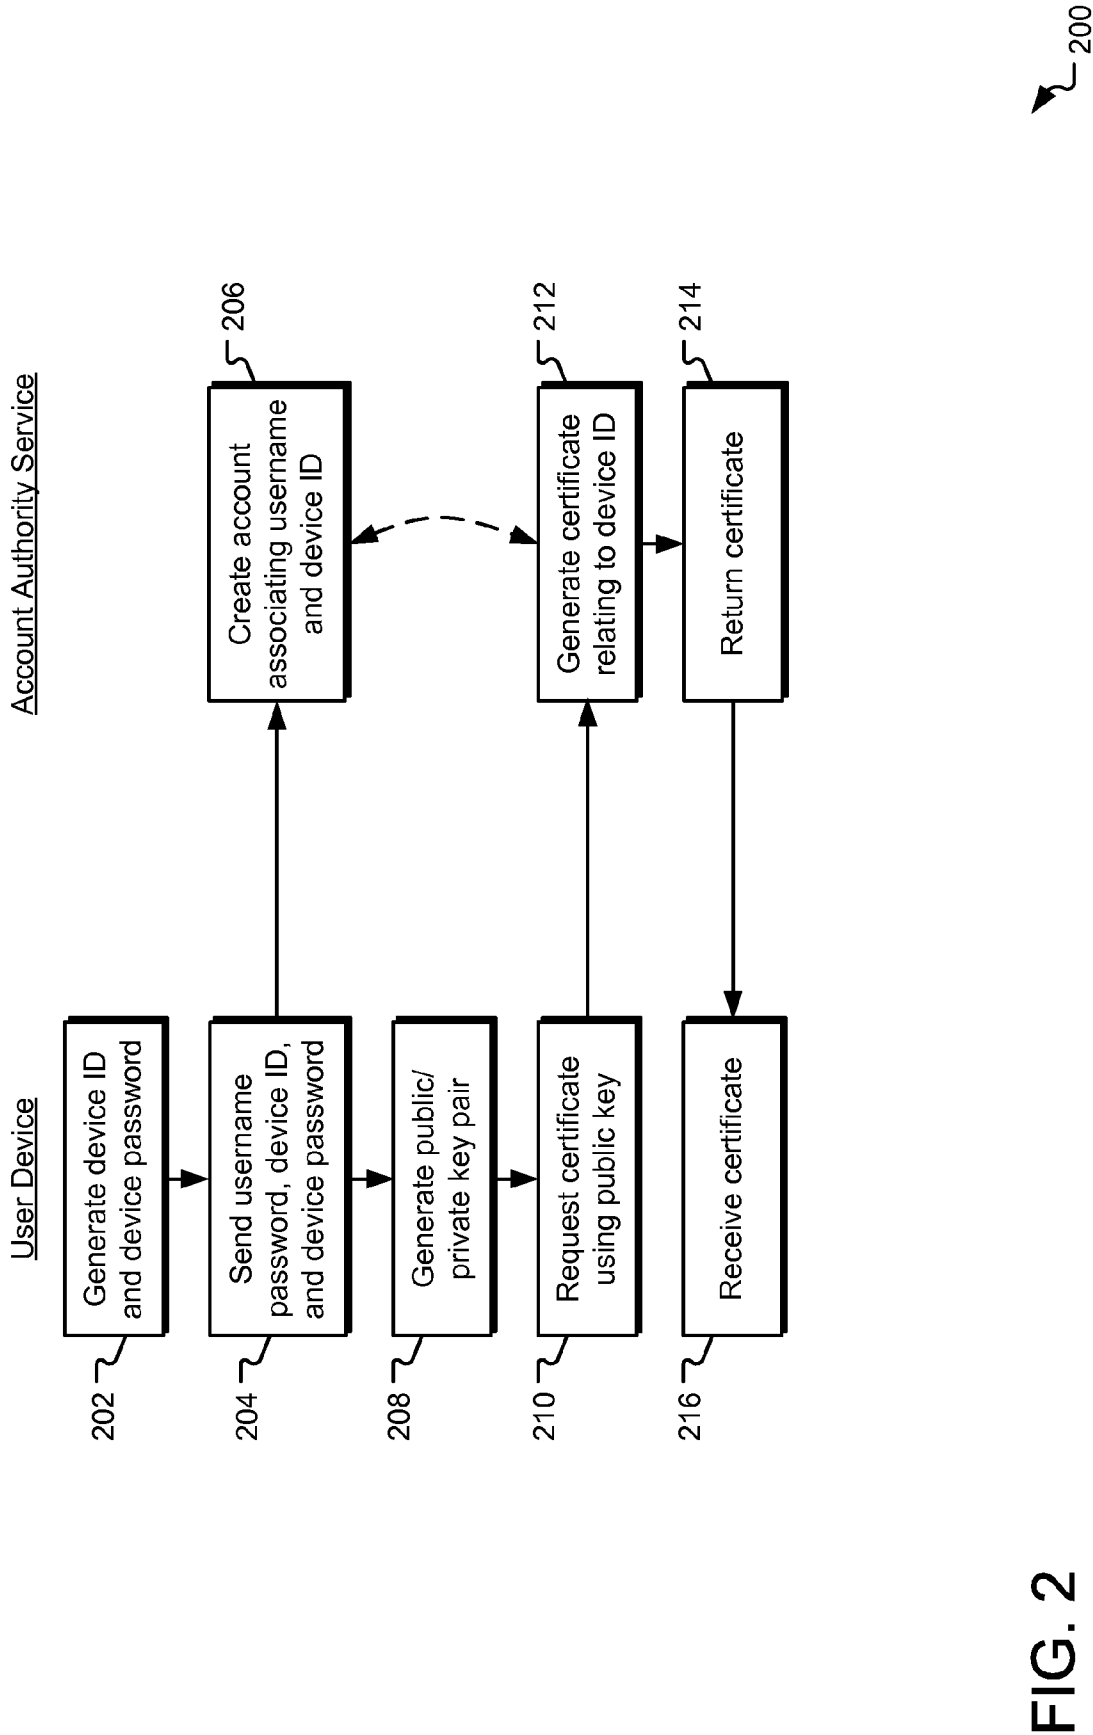 User Device
Account Authority Service
202
Generate device ID
and device password
204
Send username
password, device ID,
and device password
206
Create account
associating username
and device ID
208
Generate public/
private key pair
210
Request certificate
using public key
212
Generate certificate
relating to device ID
214
Return certificate
216
Receive certificate
FIG. 2
200